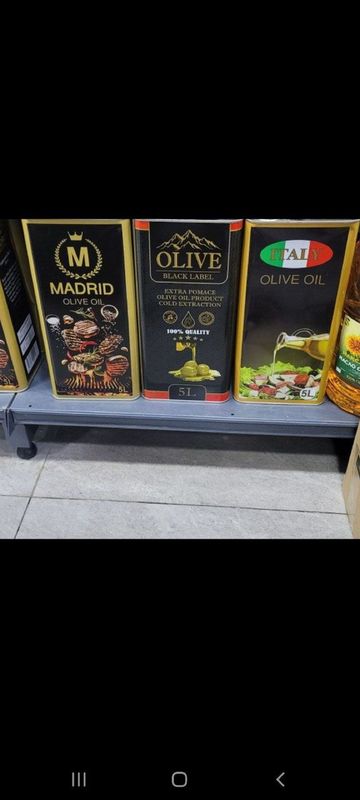 M
MADRID
OLIVE OIL
OLIVE
BLACK LABEL
EXTRA POMACE
OLIVE OIL PRODUCT
COLD EXTRACTION
100% QUALITY
5L.
ITALY
OLIVE OIL
5L